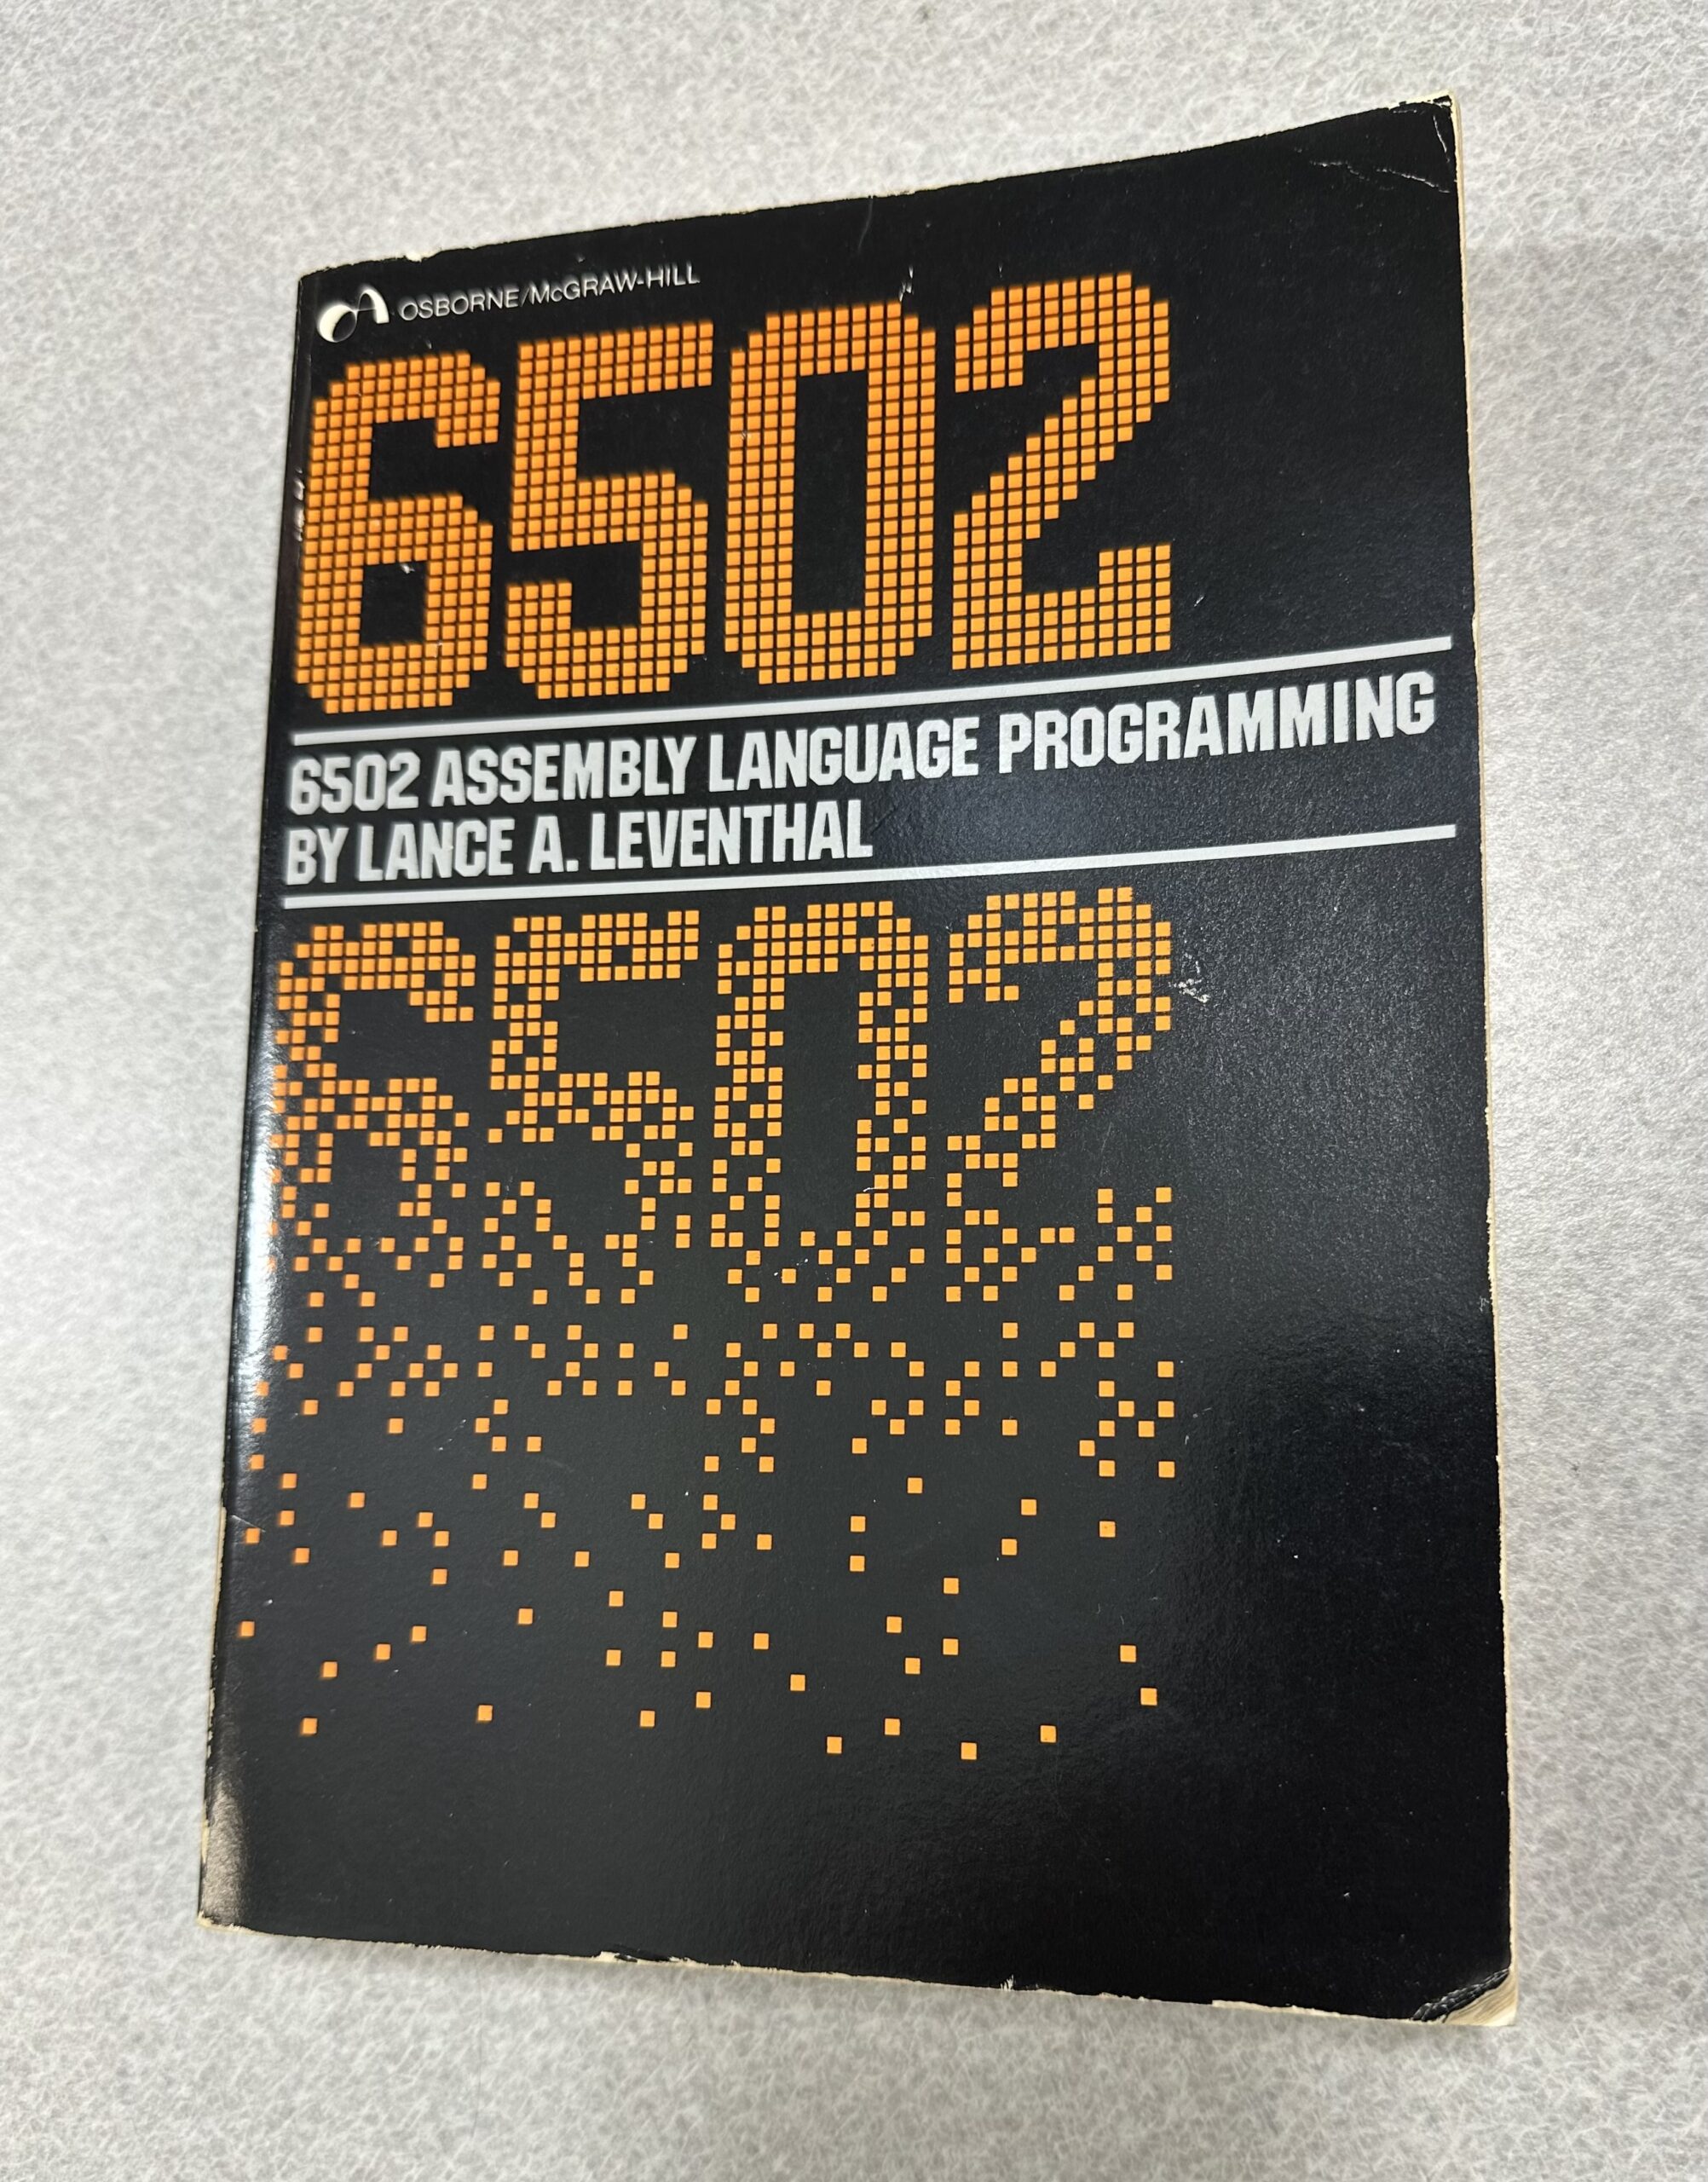 OSBORNE/McGRAW-HILL
6502
6502 ASSEMBLY LANGUAGE PROGRAMMING
BY LANCE A. LEVENTHAL
6502